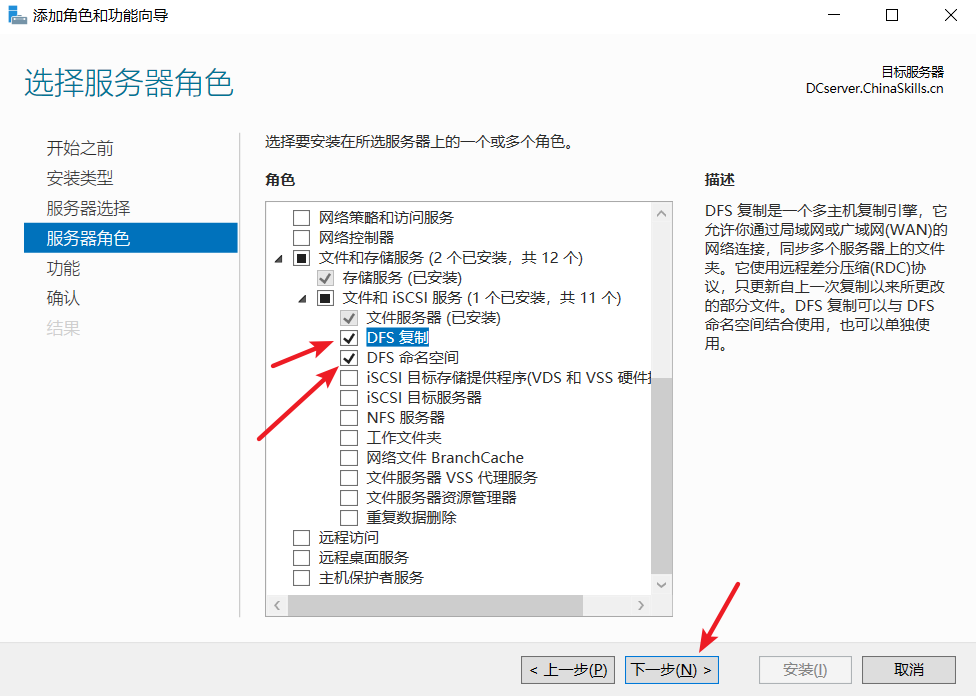 添加角色和功能向导
选择服务器角色
目标服务器
DCserver.ChinaSkills.cn
开始之前
安装类型
服务器选择
服务器角色
功能
确认
结果
选择要安装在所选服务器上的一个或多个角色。
角色
网络策略和访问服务
网络控制器
文件和存储服务 (2 个已安装，共 12 个)
存储服务 (已安装)
文件和 iSCSI 服务 (1 个已安装，共 11 个)
文件服务器 (已安装)
DFS 复制
DFS 命名空间
iSCSI 目标存储提供程序(VDS 和 VSS 硬件
iSCSI 目标服务器
NFS 服务器
工作文件夹
网络文件 BranchCache
文件服务器 VSS 代理服务
文件服务器资源管理器
重复数据删除
远程访问
远程桌面服务
主机保护者服务
描述
DFS 复制是一个多主机复制引擎，它
允许你通过局域网或广域网(WAN)的
网络连接，同步多个服务器上的文件
夹。它使用远程差分压缩(RDC)协
议，只更新自上一次复制以来所更改
的部分文件。DFS 复制可以与 DFS
命名空间结合使用，也可以单独使
用。
< 上一步(P)
下一步(N) >
安装(I)
取消